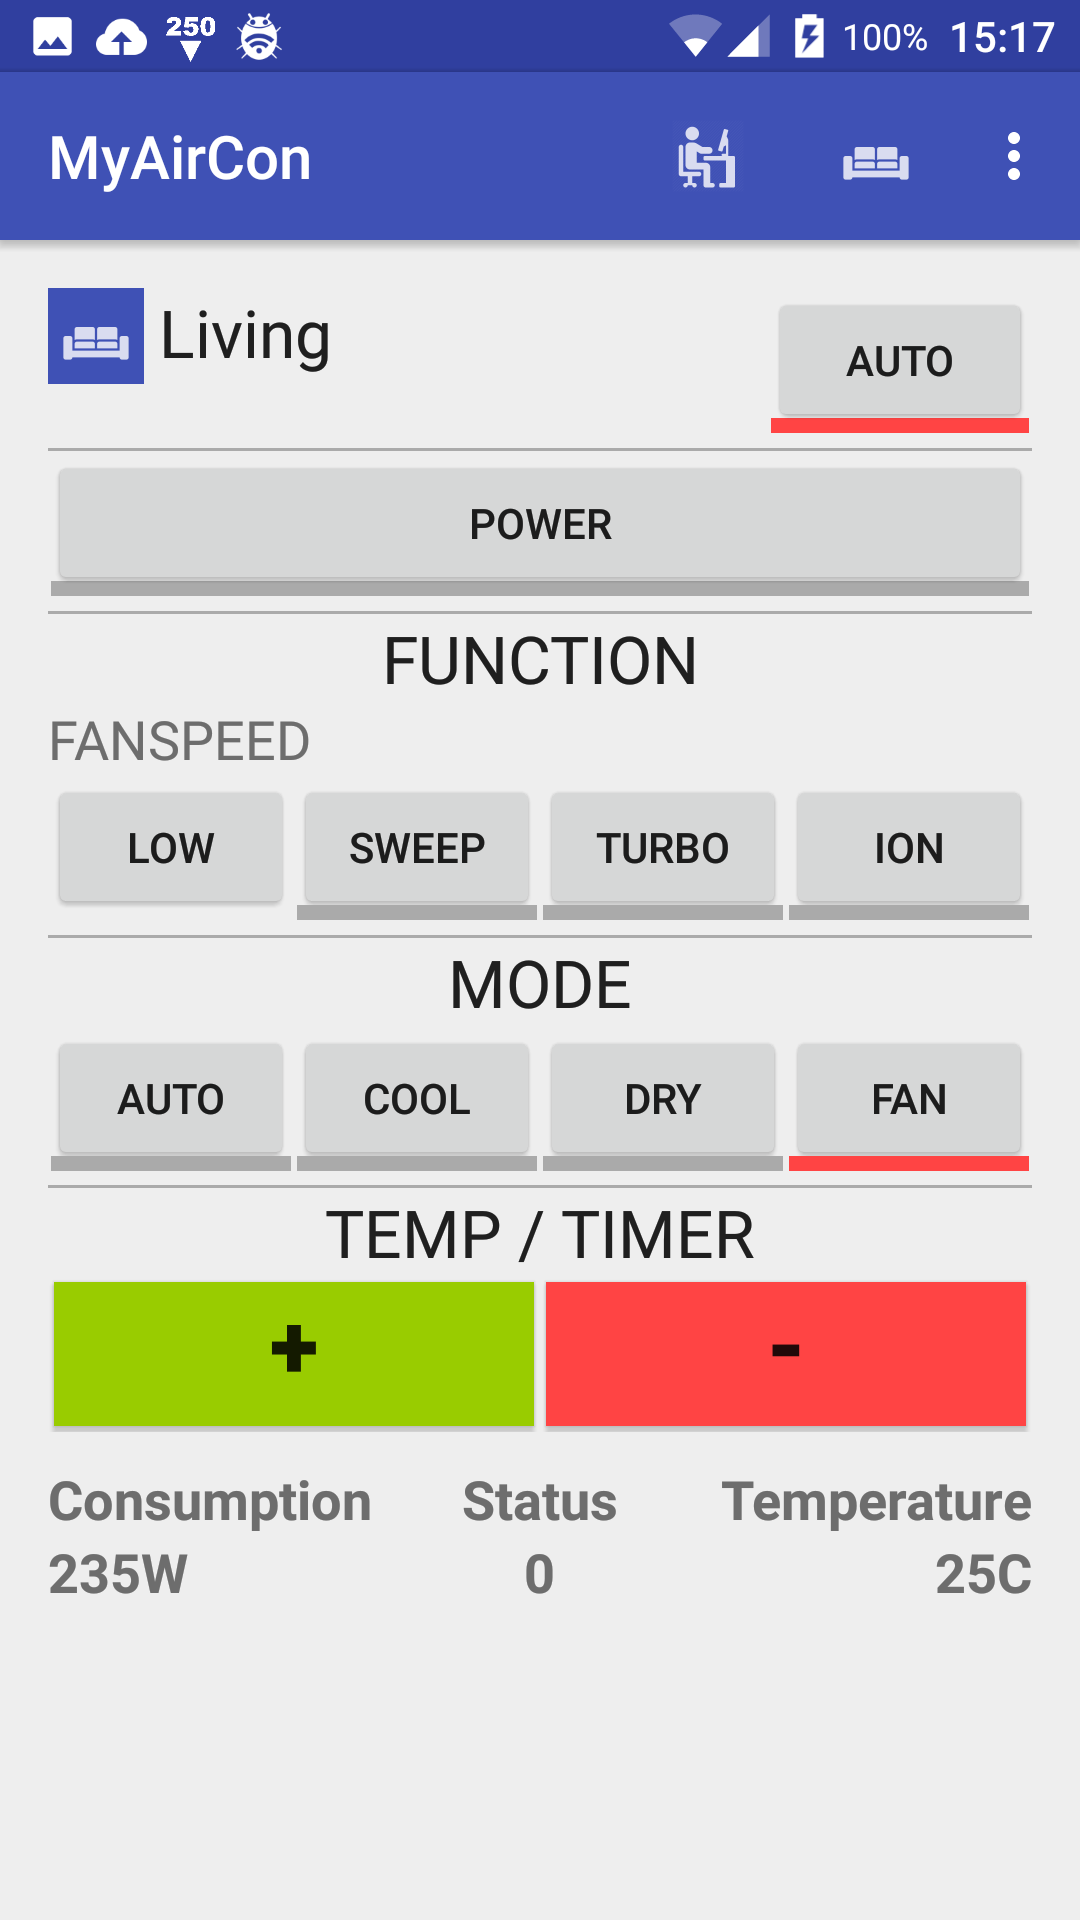 250 100% 15:17
MyAirCon
Living
AUTO
POWER
FUNCTION
FANSPEED
LOW SWEEP TURBO ION
MODE
AUTO COOL DRY FAN
TEMP / TIMER
+ -
Consumption Status Temperature
235W 0 25C